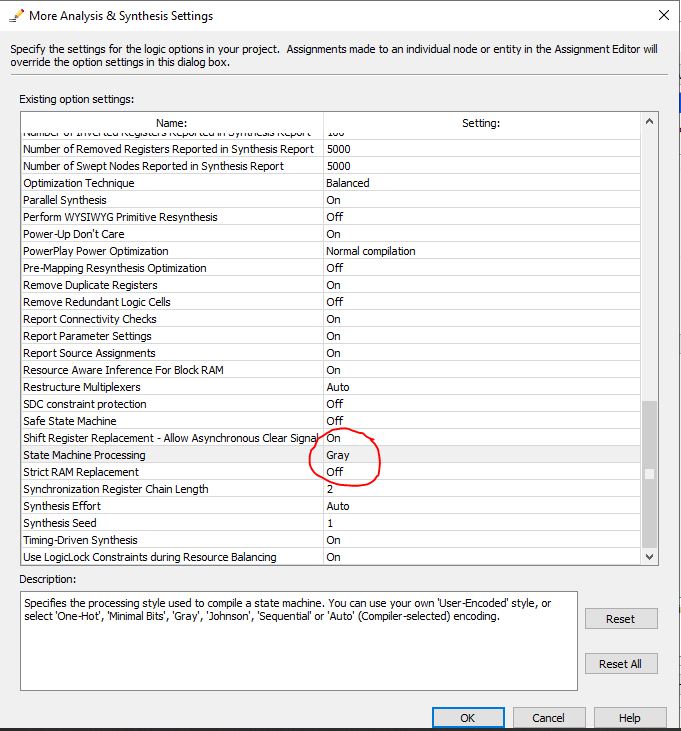 More Analysis & Synthesis Settings
Specify the settings for the logic options in your project. Assignments made to an individual node or entity in the Assignment Editor will
override the option settings in this dialog box.
Existing option settings:
Name: Setting:
Number of Inverted Registers Reported in Synthesis Report 100
Number of Removed Registers Reported in Synthesis Report 5000
Number of Swept Nodes Reported in Synthesis Report 5000
Optimization Technique Balanced
Parallel Synthesis On
Perform WYSIWYG Primitive Resynthesis Off
Power-Up Don't Care On
PowerPlay Power Optimization Normal compilation
Pre-Mapping Resynthesis Optimization Off
Remove Duplicate Registers On
Remove Redundant Logic Cells Off
Report Connectivity Checks On
Report Parameter Settings On
Report Source Assignments On
Resource Aware Inference For Block RAM On
Restructure Multiplexers Auto
SDC constraint protection Off
Safe State Machine Off
Shift Register Replacement - Allow Asynchronous Clear Signal On
State Machine Processing Gray
Strict RAM Replacement Off
Synchronization Register Chain Length 2
Synthesis Effort Auto
Synthesis Seed 1
Timing-Driven Synthesis On
Use LogicLock Constraints during Resource Balancing On
Description:
Specifies the processing style used to compile a state machine. You can use your own 'User-Encoded' style, or
select 'One-Hot', 'Minimal Bits', 'Gray', 'Johnson', 'Sequential' or 'Auto' (Compiler-selected) encoding.
Reset
Reset All
OK Cancel Help